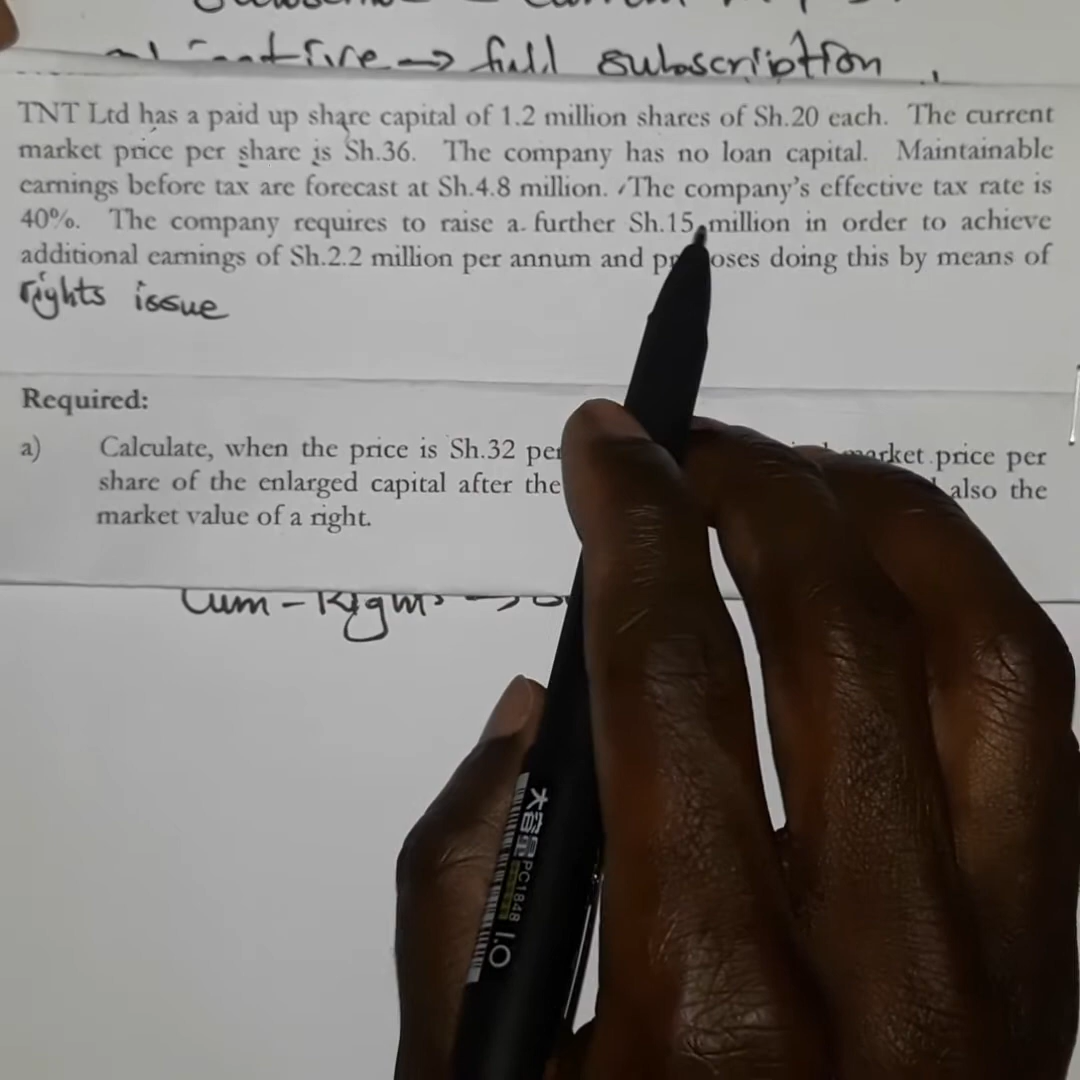 full subscription
TNT Ltd has a paid up share capital of 1.2 million shares of Sh.20 each. The current
market price per share is Sh.36. The company has no loan capital. Maintainable
earnings before tax are forecast at Sh.4.8 million. The company's effective tax rate is
40%. The company requires to raise a further Sh.15 million in order to achieve
additional earnings of Sh.2.2 million per annum and doing this by means of
rights issue
Required:
a) Calculate, when the price is Sh.32 market price per
share of the enlarged capital after the also the
market value of a right.
Cum-Rights
大容量 PC1848 1.0